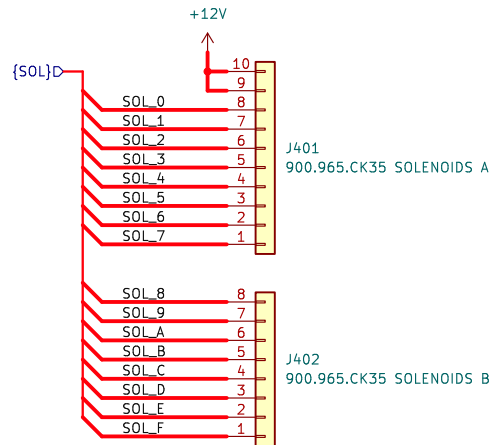 +12V
{SOL}
10
9
SOL_0 8
SOL_1 7
SOL_2 6
SOL_3 5
SOL_4 4
SOL_5 3
SOL_6 2
SOL_7 1
J401
900.965.CK35 SOLENOIDS A
SOL_8 8
SOL_9 7
SOL_A 6
SOL_B 5
SOL_C 4
SOL_D 3
SOL_E 2
SOL_F 1
J402
900.965.CK35 SOLENOIDS B